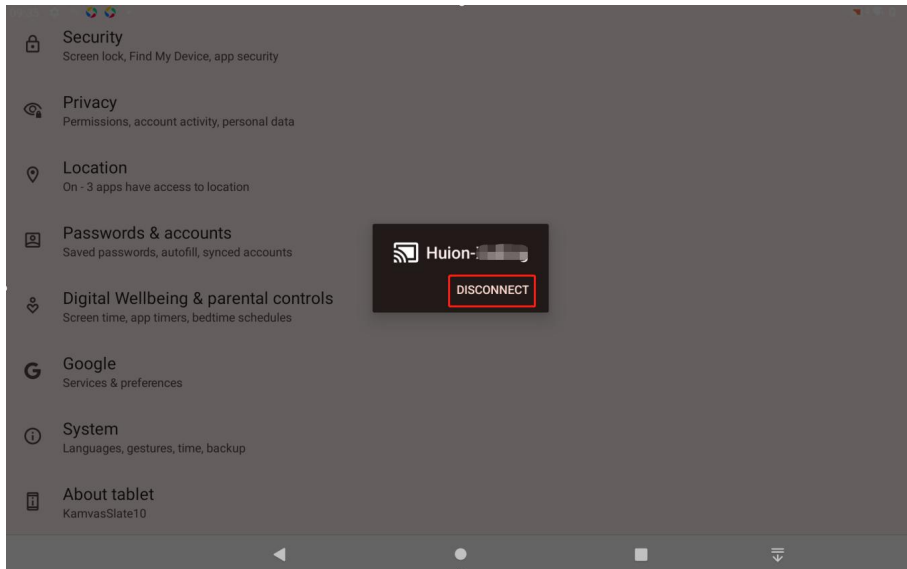 Security
Screen lock, Find My Device, app security
Privacy
Permissions, account activity, personal data
Location
On - 3 apps have access to location
Passwords & accounts
Saved passwords, autofill, synced accounts
Huion-
DISCONNECT
Digital Wellbeing & parental controls
Screen time, app timers, bedtime schedules
Google
Services & preferences
System
Languages, gestures, time, backup
About tablet
KamvasSlate10